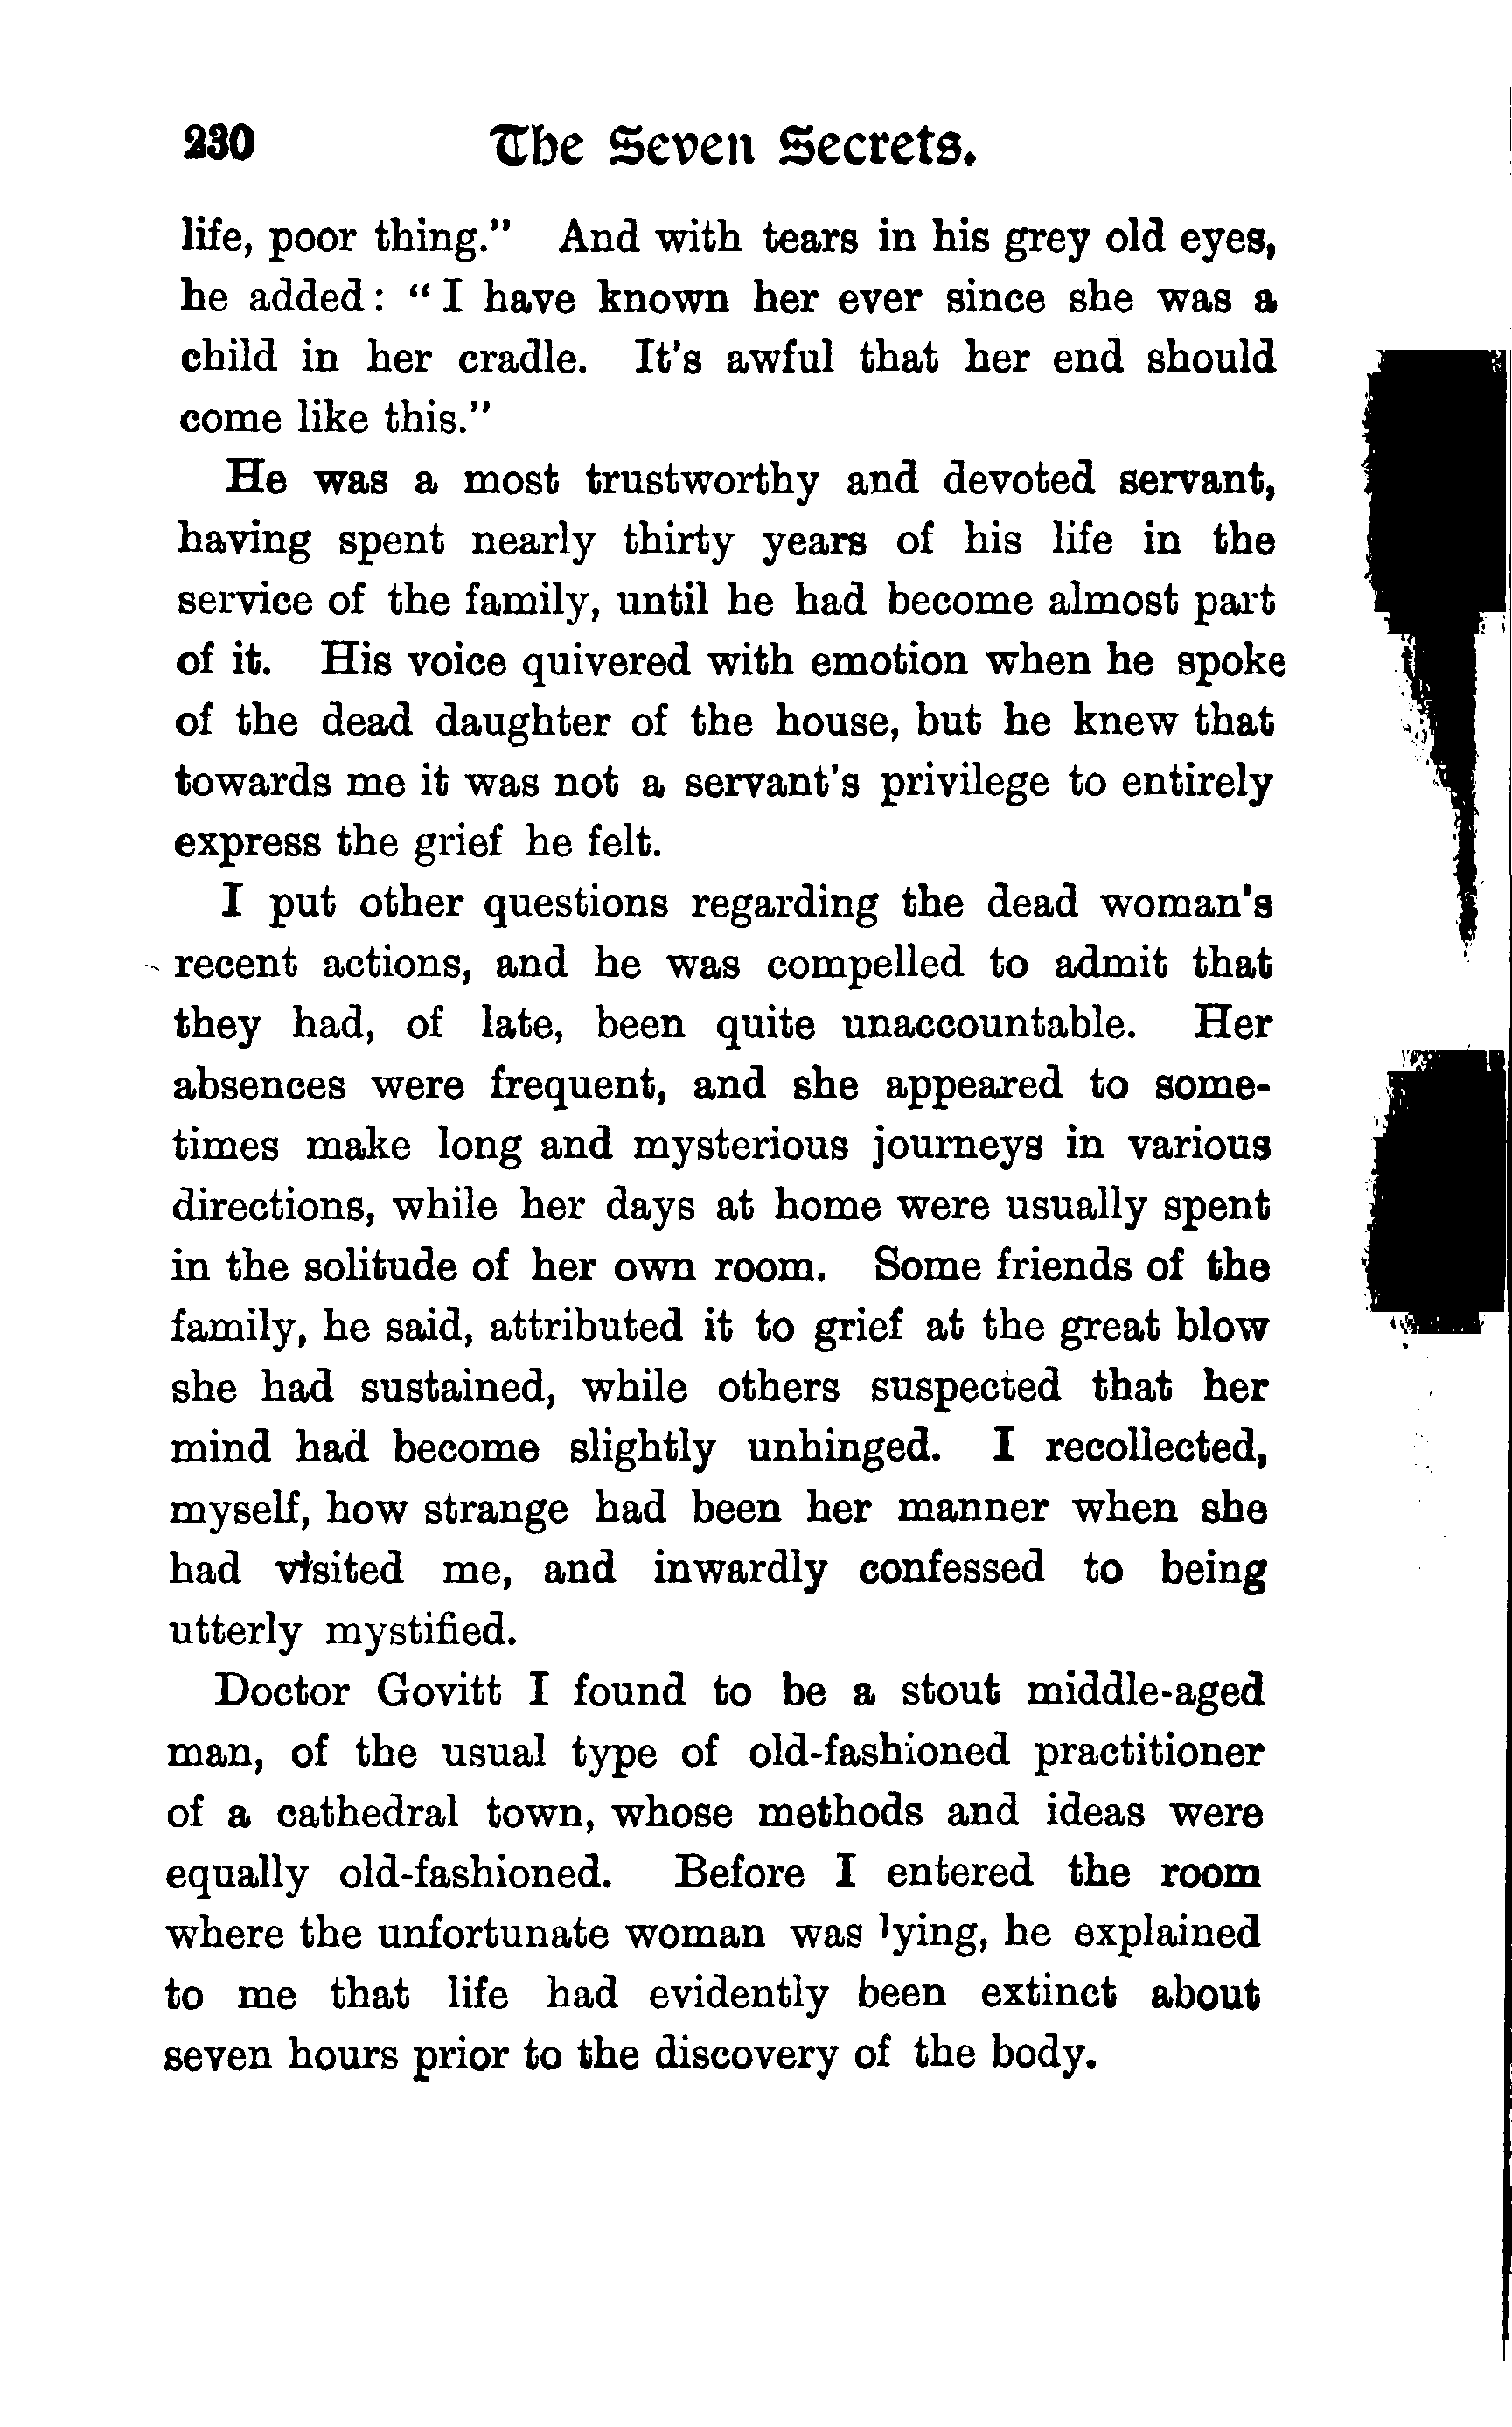 230 The Seven Secrets.
life, poor thing." And with tears in his grey old eyes,
he added: "I have known her ever since she was a
child in her cradle. It's awful that her end should
come like this."
He was a most trustworthy and devoted servant,
having spent nearly thirty years of his life in the
service of the family, until he had become almost part
of it. His voice quivered with emotion when he spoke
of the dead daughter of the house, but he knew that
towards me it was not a servant's privilege to entirely
express the grief he felt.
I put other questions regarding the dead woman's
recent actions, and he was compelled to admit that
they had, of late, been quite unaccountable. Her
absences were frequent, and she appeared to some-
times make long and mysterious journeys in various
directions, while her days at home were usually spent
in the solitude of her own room. Some friends of the
family, he said, attributed it to grief at the great blow
she had sustained, while others suspected that her
mind had become slightly unhinged. I recollected,
myself, how strange had been her manner when she
had visited me, and inwardly confessed to being
utterly mystified.
Doctor Govitt I found to be a stout middle-aged
man, of the usual type of old-fashioned practitioner
of a cathedral town, whose methods and ideas were
equally old-fashioned. Before I entered the room
where the unfortunate woman was lying, he explained
to me that life had evidently been extinct about
seven hours prior to the discovery of the body.